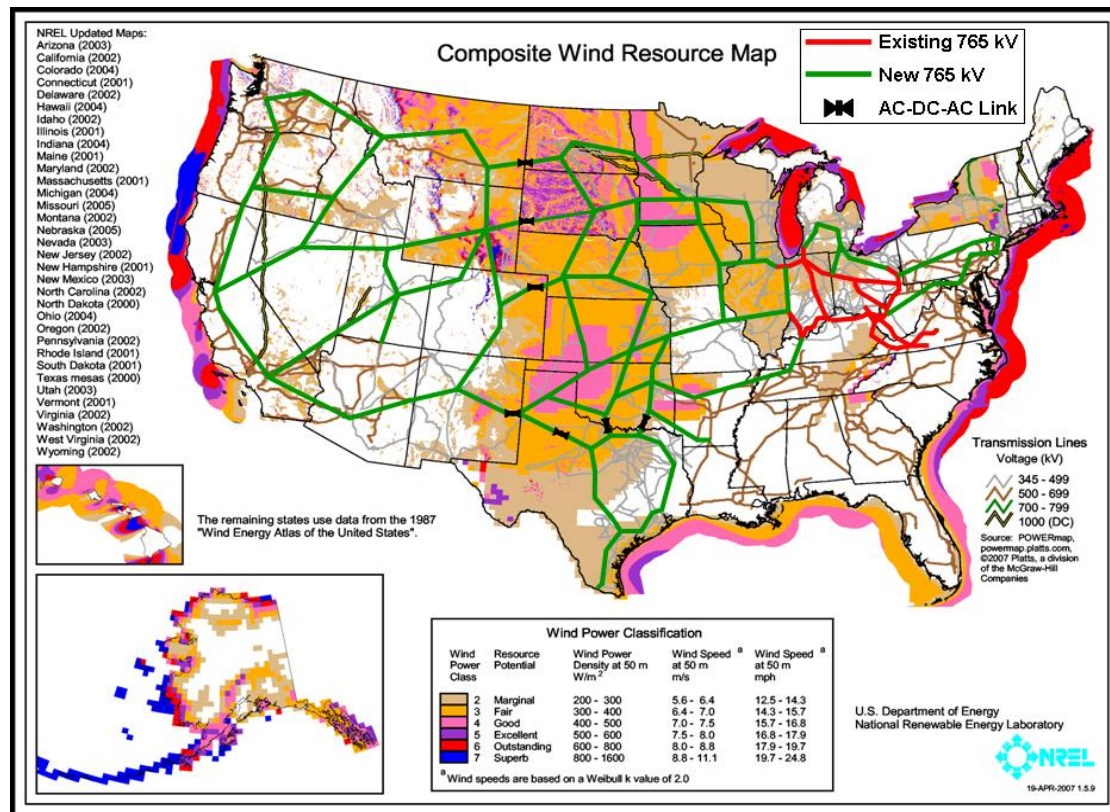 NREL Updated Maps:
Arizona (2003)
California (2002)
Colorado (2004)
Connecticut (2001)
Delaware (2002)
Hawaii (2004)
Idaho (2002)
Illinois (2001)
Indiana (2004)
Maine (2001)
Maryland (2002)
Massachusetts (2001)
Michigan (2004)
Missouri (2005)
Montana (2002)
Nebraska (2005)
Nevada (2003)
New Jersey (2002)
New Hampshire (2001)
New Mexico (2003)
North Carolina (2002)
North Dakota (2000)
Ohio (2004)
Oregon (2002)
Pennsylvania (2002)
Rhode Island (2001)
South Dakota (2001)
Texas mesas (2000)
Utah (2003)
Vermont (2001)
Virginia (2002)
Washington (2002)
West Virginia (2002)
Wyoming (2002)
Composite Wind Resource Map
Existing 765 kV
New 765 kV
AC-DC-AC Link
Transmission Lines
Voltage (kV)
345 - 499
500 - 699
700 - 799
1000 (DC)
Source: POWERmap,
powermap.platts.com,
©2007 Platts, a division
of the McGraw-Hill
Companies
The remaining states use data from the 1987
"Wind Energy Atlas of the United States".
Wind Power Classification
Wind Power Class Resource Potential Wind Power Density at 50 m W/m² Wind Speed ᵃ at 50 m m/s Wind Speed ᵃ at 50 m mph
2 Marginal 200 - 300 5.6 - 6.4 12.5 - 14.3
3 Fair 300 - 400 6.4 - 7.0 14.3 - 15.7
4 Good 400 - 500 7.0 - 7.5 15.7 - 16.8
5 Excellent 500 - 600 7.5 - 8.0 16.8 - 17.9
6 Outstanding 600 - 800 8.0 - 8.8 17.9 - 19.7
7 Superb 800 - 1600 8.8 - 11.1 19.7 - 24.8
ᵃ Wind speeds are based on a Weibull k value of 2.0
U.S. Department of Energy
National Renewable Energy Laboratory
NREL
19-APR-2007 1.5.9